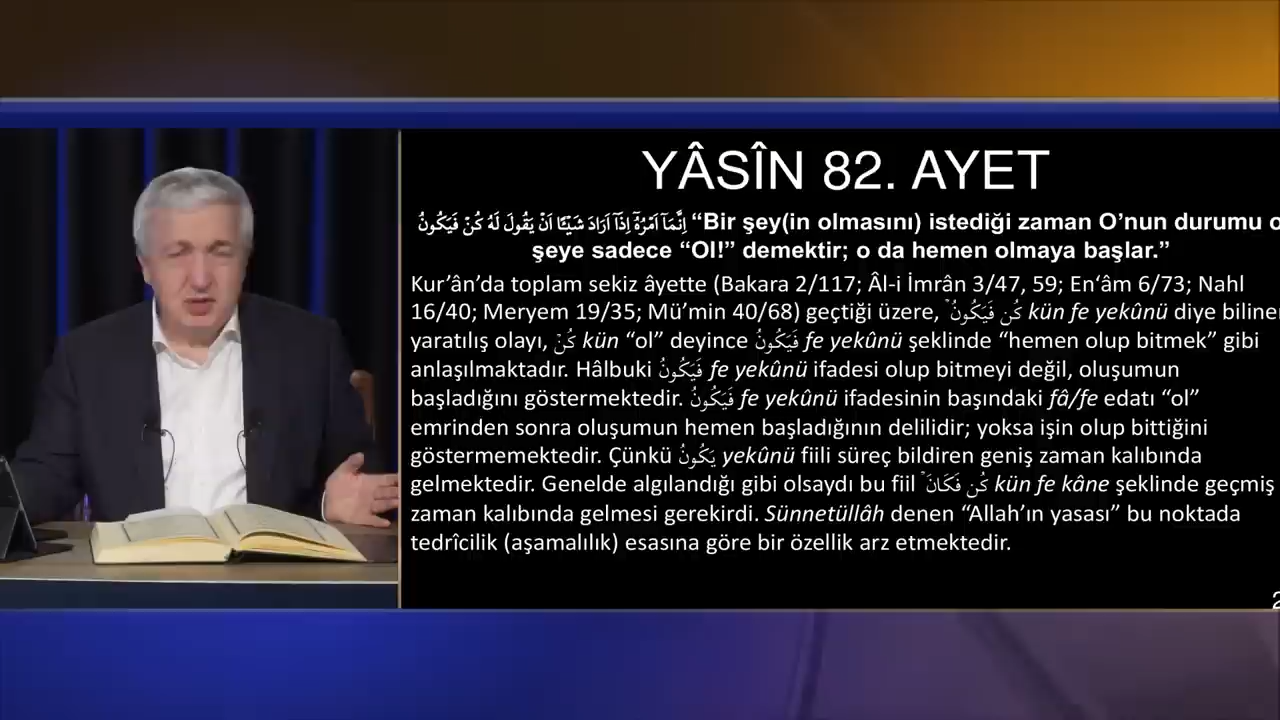 YÂSÎN 82. AYET
اِنَّمَٓا اَمْرُهُٓ اِذَٓا اَرَادَ شَيْـًٔا اَنْ يَقُولَ لَهُ كُنْ فَيَكُونُ “Bir şey(in olmasını) istediği zaman O’nun durumu o
şeye sadece “Ol!” demektir; o da hemen olmaya başlar.”
Kur’ân’da toplam sekiz âyette (Bakara 2/117; Âl-i İmrân 3/47, 59; En‘âm 6/73; Nahl
16/40; Meryem 19/35; Mü’min 40/68) geçtiği üzere, كُن فَيَكُونُ kün fe yekûnü diye biline
yaratılış olayı, كُنْ kün “ol” deyince فَيَكُونُ fe yekûnü şeklinde “hemen olup bitmek” gibi
anlaşılmaktadır. Hâlbuki فَيَكُونُ fe yekûnü ifadesi olup bitmeyi değil, oluşumun
başladığını göstermektedir. فَيَكُونُ fe yekûnü ifadesinin başındaki fâ/fe edatı “ol”
emrinden sonra oluşumun hemen başladığının delilidir; yoksa işin olup bittiğini
göstermemektedir. Çünkü يَكُونُ yekûnü fiili süreç bildiren geniş zaman kalıbında
gelmektedir. Genelde algılandığı gibi olsaydı bu fiil كُن فَكَانَ kün fe kâne şeklinde geçmiş
zaman kalıbında gelmesi gerekirdi. Sünnetüllâh denen “Allah’ın yasası” bu noktada
tedrîcilik (aşamalılık) esasına göre bir özellik arz etmektedir.